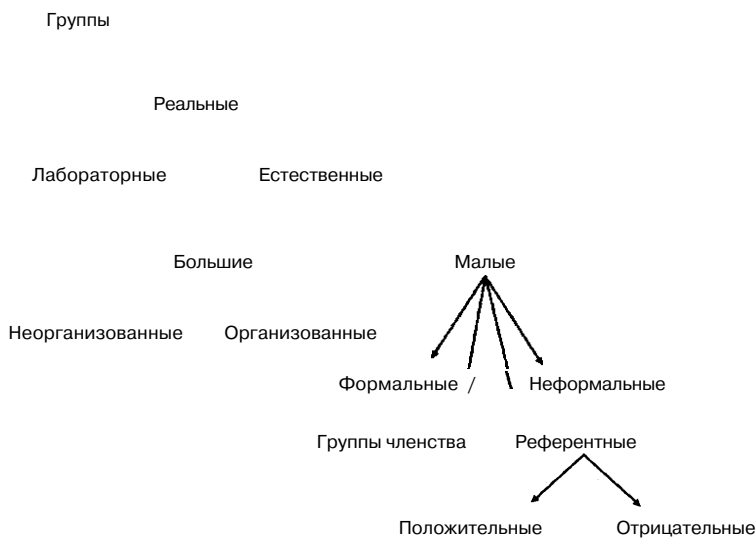 Группы
Реальные
Лабораторные Естественные
Большие Малые
Неорганизованные Организованные
Формальные / \ Неформальные
Группы членства Референтные
Положительные Отрицательные